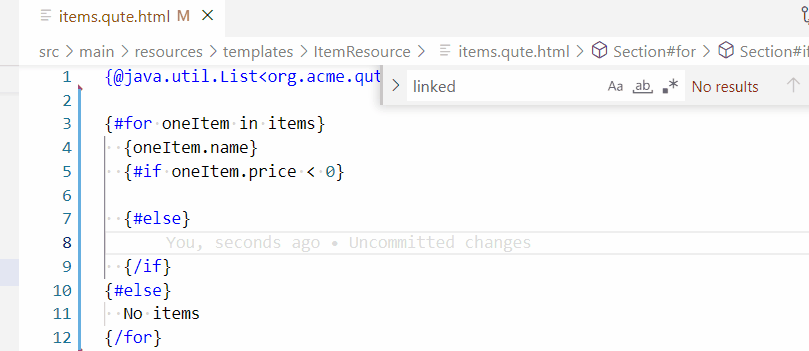 items.qute.html M
src > main > resources > templates > ItemResource > items.qute.html > Section#for > Section#if
linked Aa ab .* No results
1 {@java.util.List<org.acme.qut
2
3 {#for oneItem in items}
4 {oneItem.name}
5 {#if oneItem.price < 0}
6
7 {#else}
8 You, seconds ago • Uncommitted changes
9 {/if}
10 {#else}
11 No items
12 {/for}